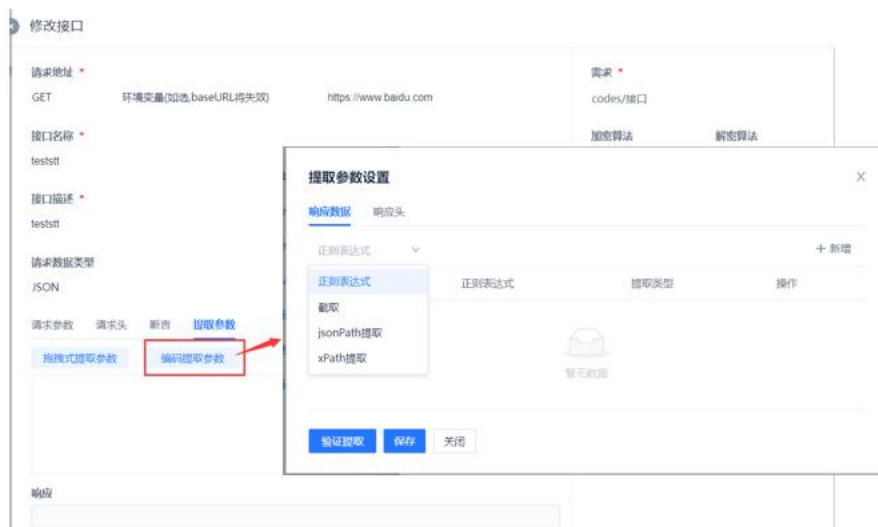 修改接口
请求地址 *
需求 *
GET 环境变量(如选,baseURL将失效) https://www.baidu.com
codes/接口
接口名称 *
加密算法 解密算法
teststt
接口描述 *
teststt
请求数据类型
JSON
请求参数 请求头 断言 提取参数
拖拽式提取参数 编码提取参数
响应
提取参数设置
响应数据 响应头
正则表达式
+ 新增
正则表达式 提取类型 操作
正则表达式
截取
jsonPath提取
xPath提取
暂无数据
验证提取 保存 关闭